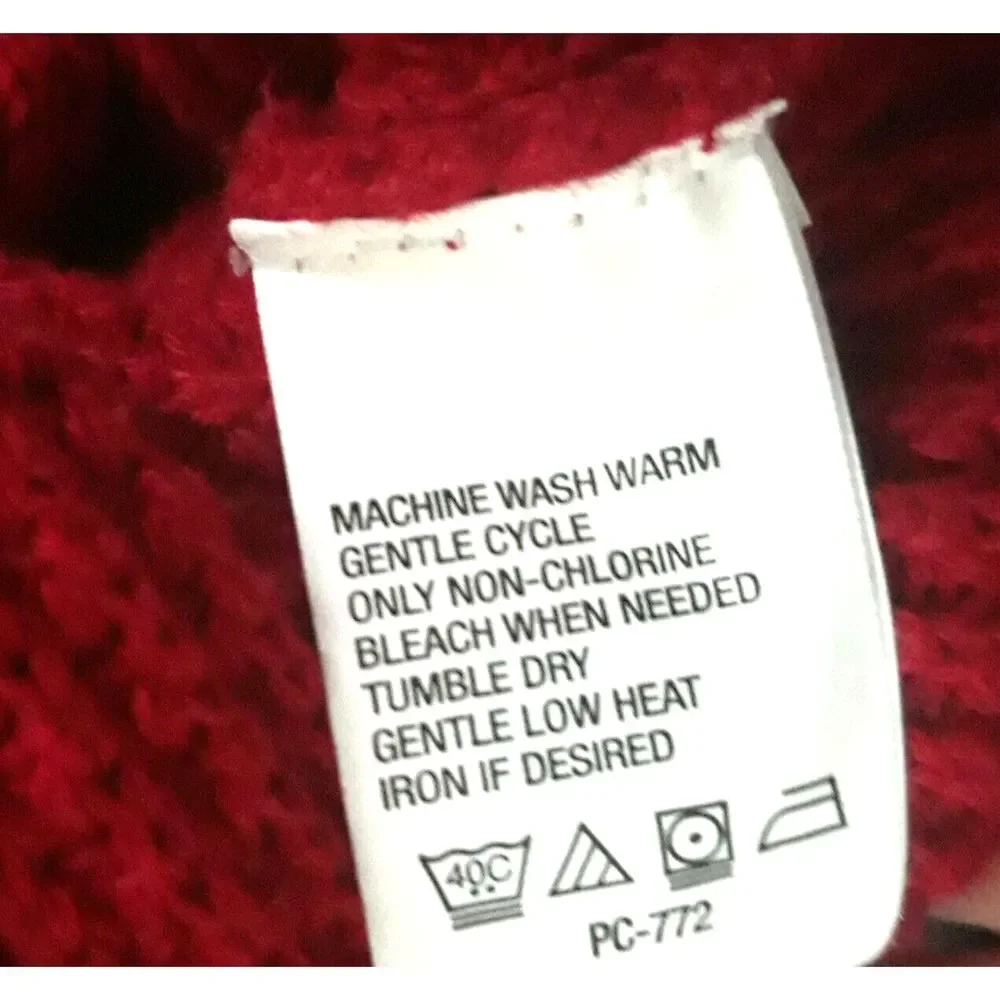 MACHINE WASH WARM
GENTLE CYCLE
ONLY NON-CHLORINE
BLEACH WHEN NEEDED
TUMBLE DRY
GENTLE LOW HEAT
IRON IF DESIRED
40C
PC-772